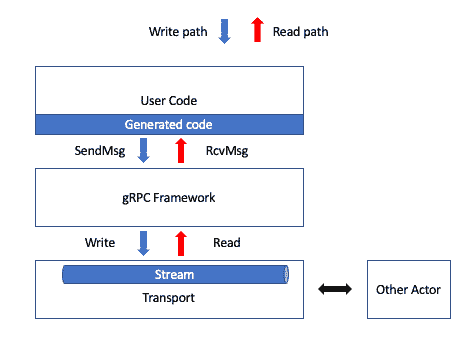 Write path
Read path
User Code
Generated code
SendMsg
RcvMsg
gRPC Framework
Write
Read
Stream
Transport
Other Actor